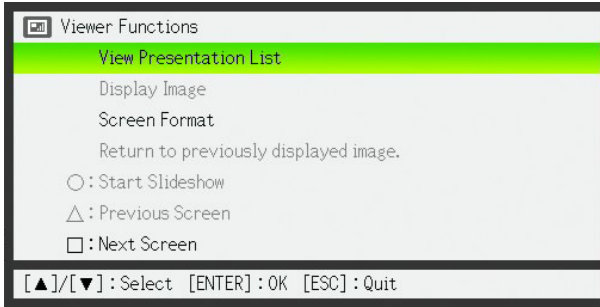 Viewer Functions
View Presentation List
Display Image
Screen Format
Return to previously displayed image.
○:Start Slideshow
△:Previous Screen
□:Next Screen
[▲]/[▼]:Select [ENTER]:OK [ESC]:Quit